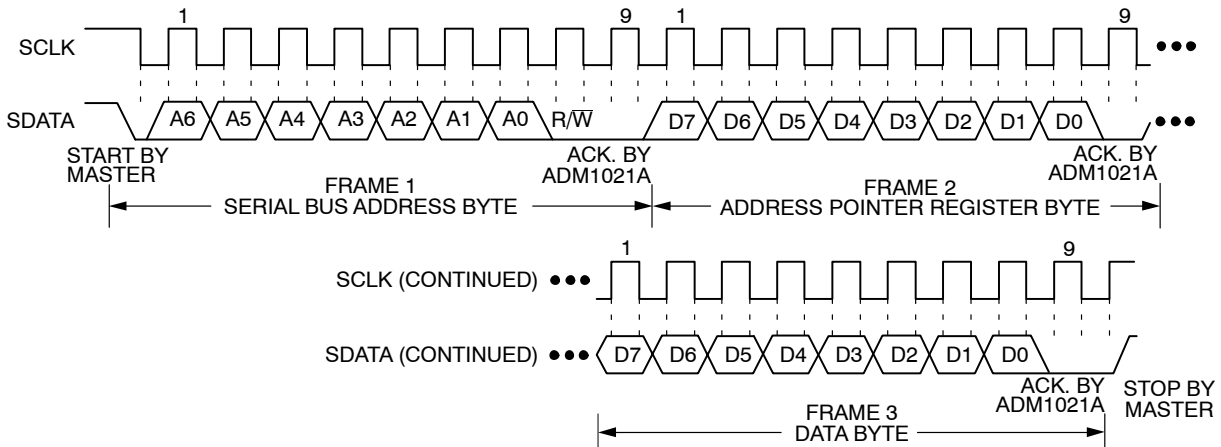 1 9 1 9
SCLK
SDATA A6 A5 A4 A3 A2 A1 A0 R/W̅ D7 D6 D5 D4 D3 D2 D1 D0
START BY
MASTER
ACK. BY
ADM1021A
ACK. BY
ADM1021A
FRAME 1
SERIAL BUS ADDRESS BYTE
FRAME 2
ADDRESS POINTER REGISTER BYTE
1 9
SCLK (CONTINUED)
SDATA (CONTINUED) D7 D6 D5 D4 D3 D2 D1 D0
ACK. BY
ADM1021A
STOP BY
MASTER
FRAME 3
DATA BYTE